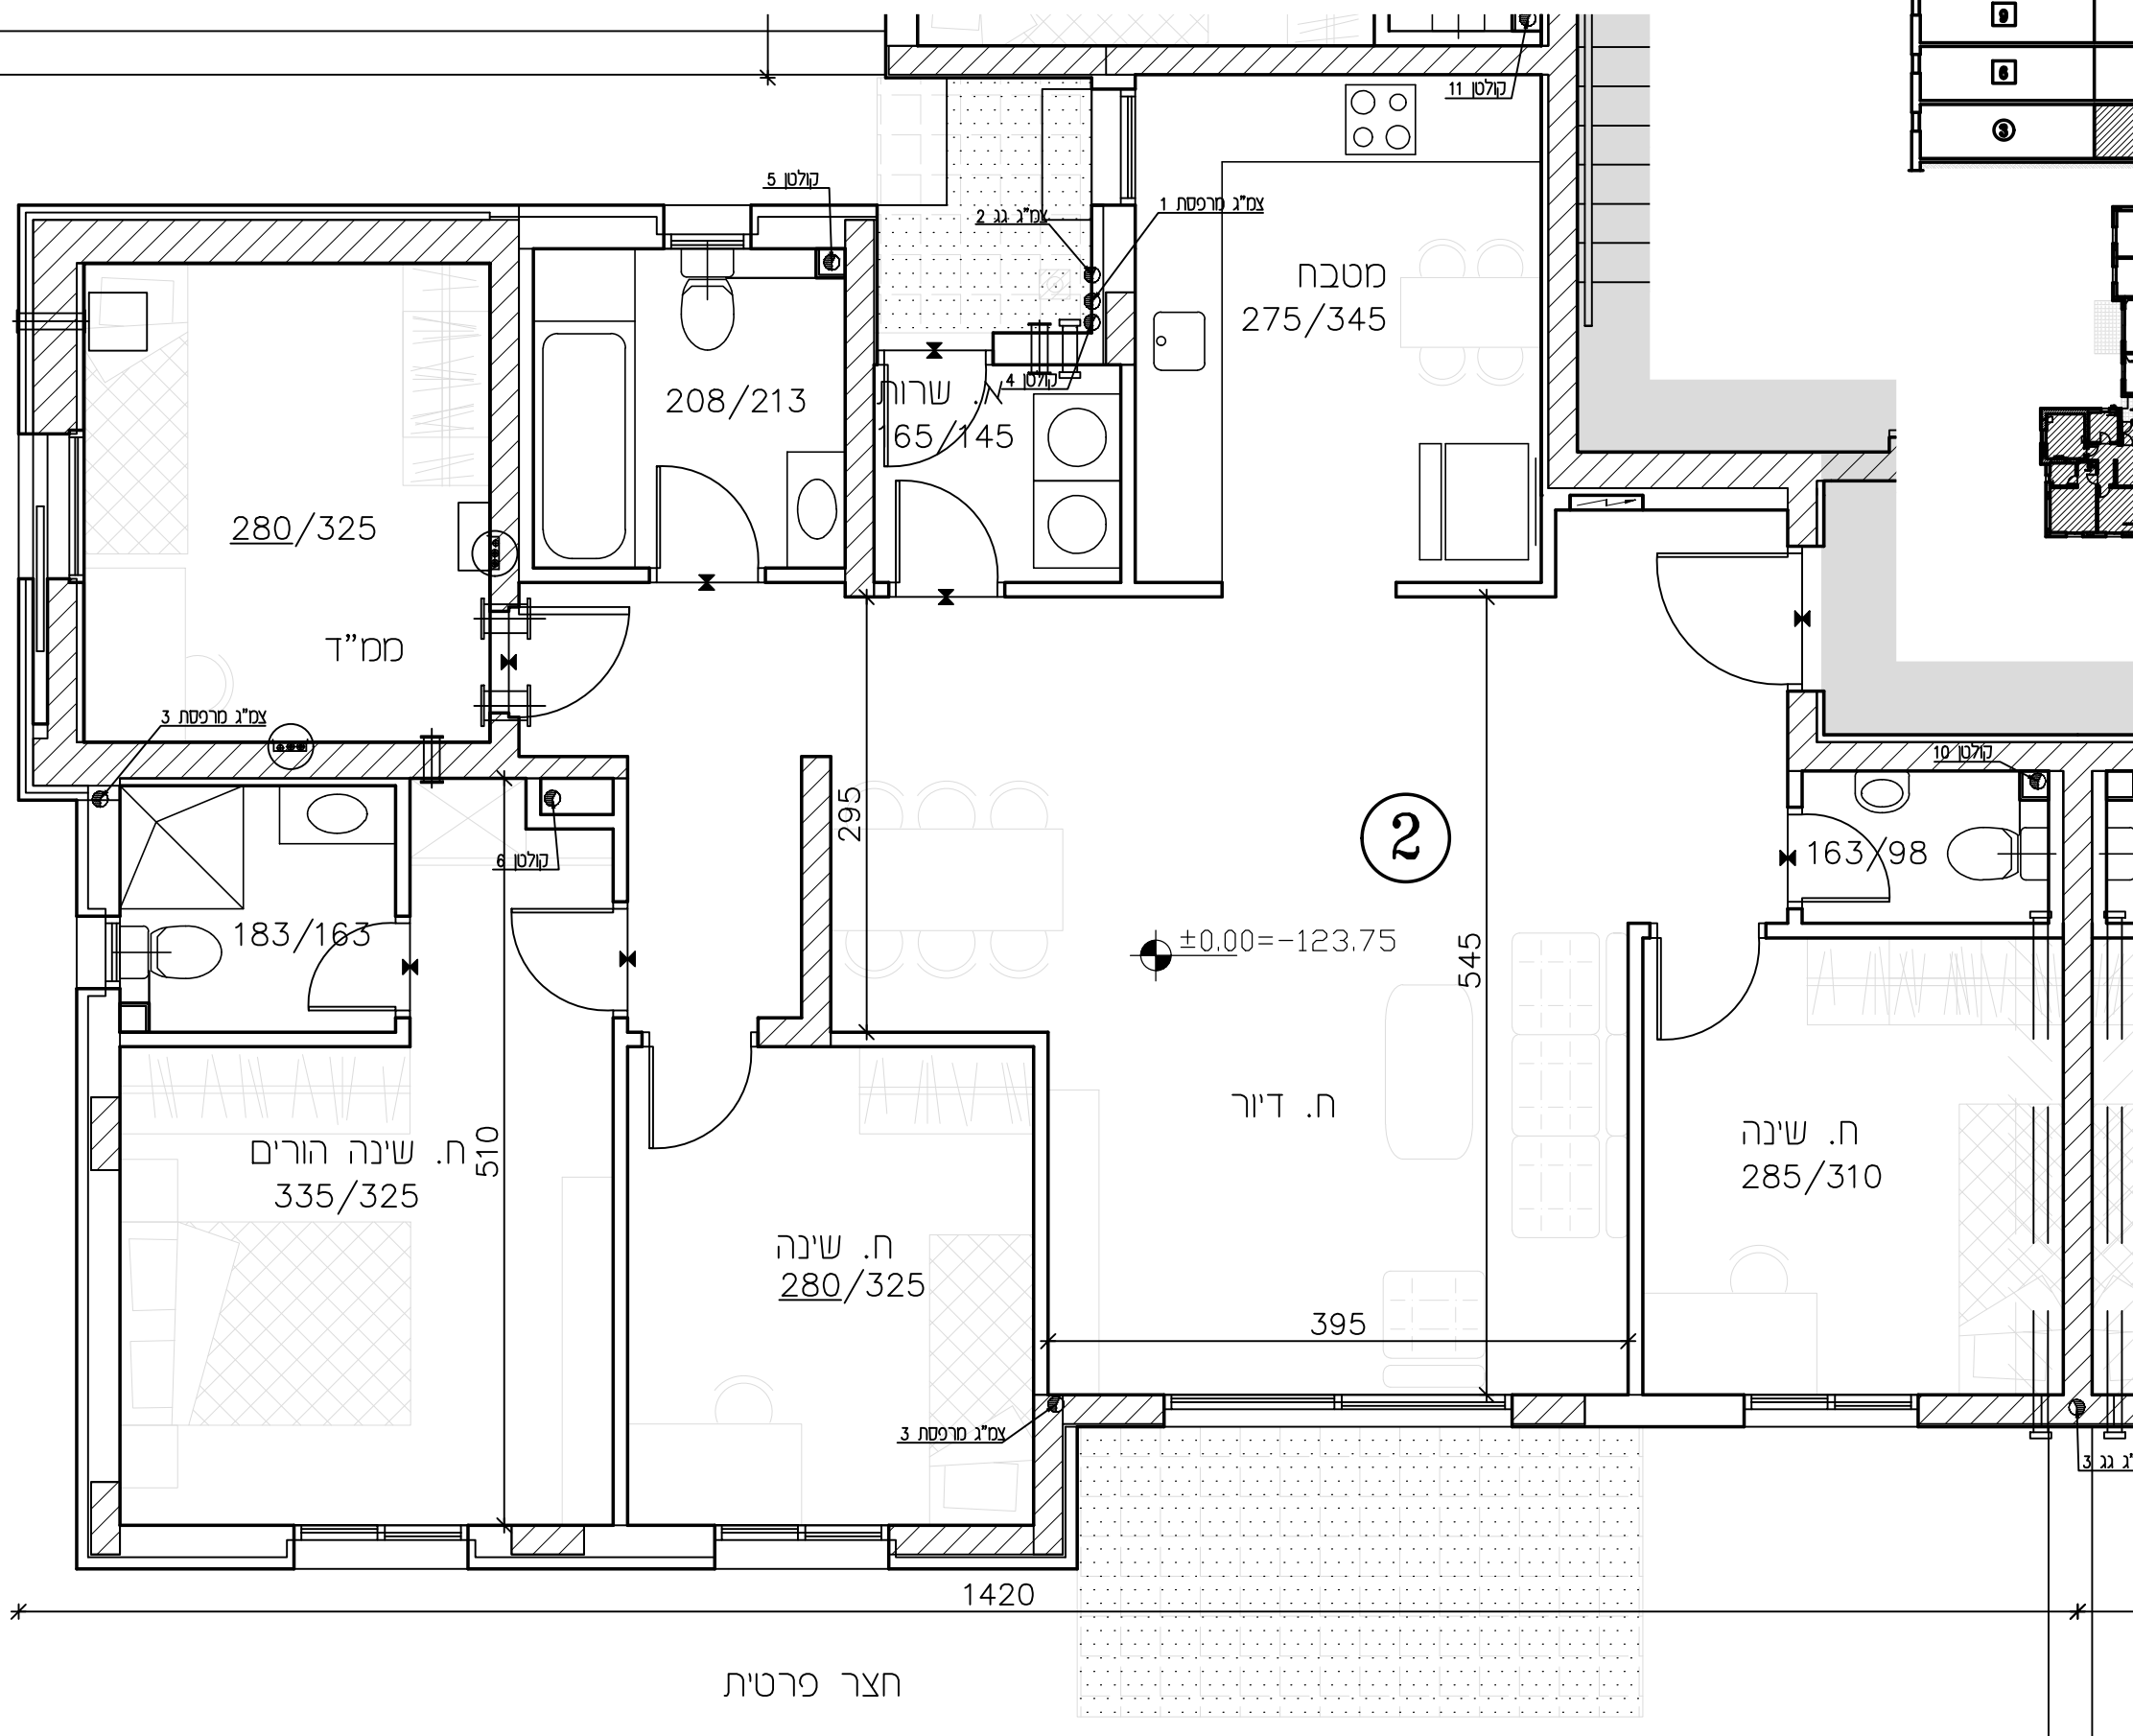 9
6
3
קולטן 11
קולטן 5
צמ"ג מרפסת 1
צמ"ג גג 2
מטבח
275/345
קולטן 4
א. שרות
165/145
208/213
280/325
ממ"ד
צמ"ג מרפסת 3
קולטן 10
163/98
295
2
קולטן 6
183/163
±0.00=-123.75
545
ח. דיור
ח. שינה
285/310
ח. שינה הורים
335/325
510
ח. שינה
280/325
395
צמ"ג מרפסת 3
ג גג 3
1420
חצר פרטית